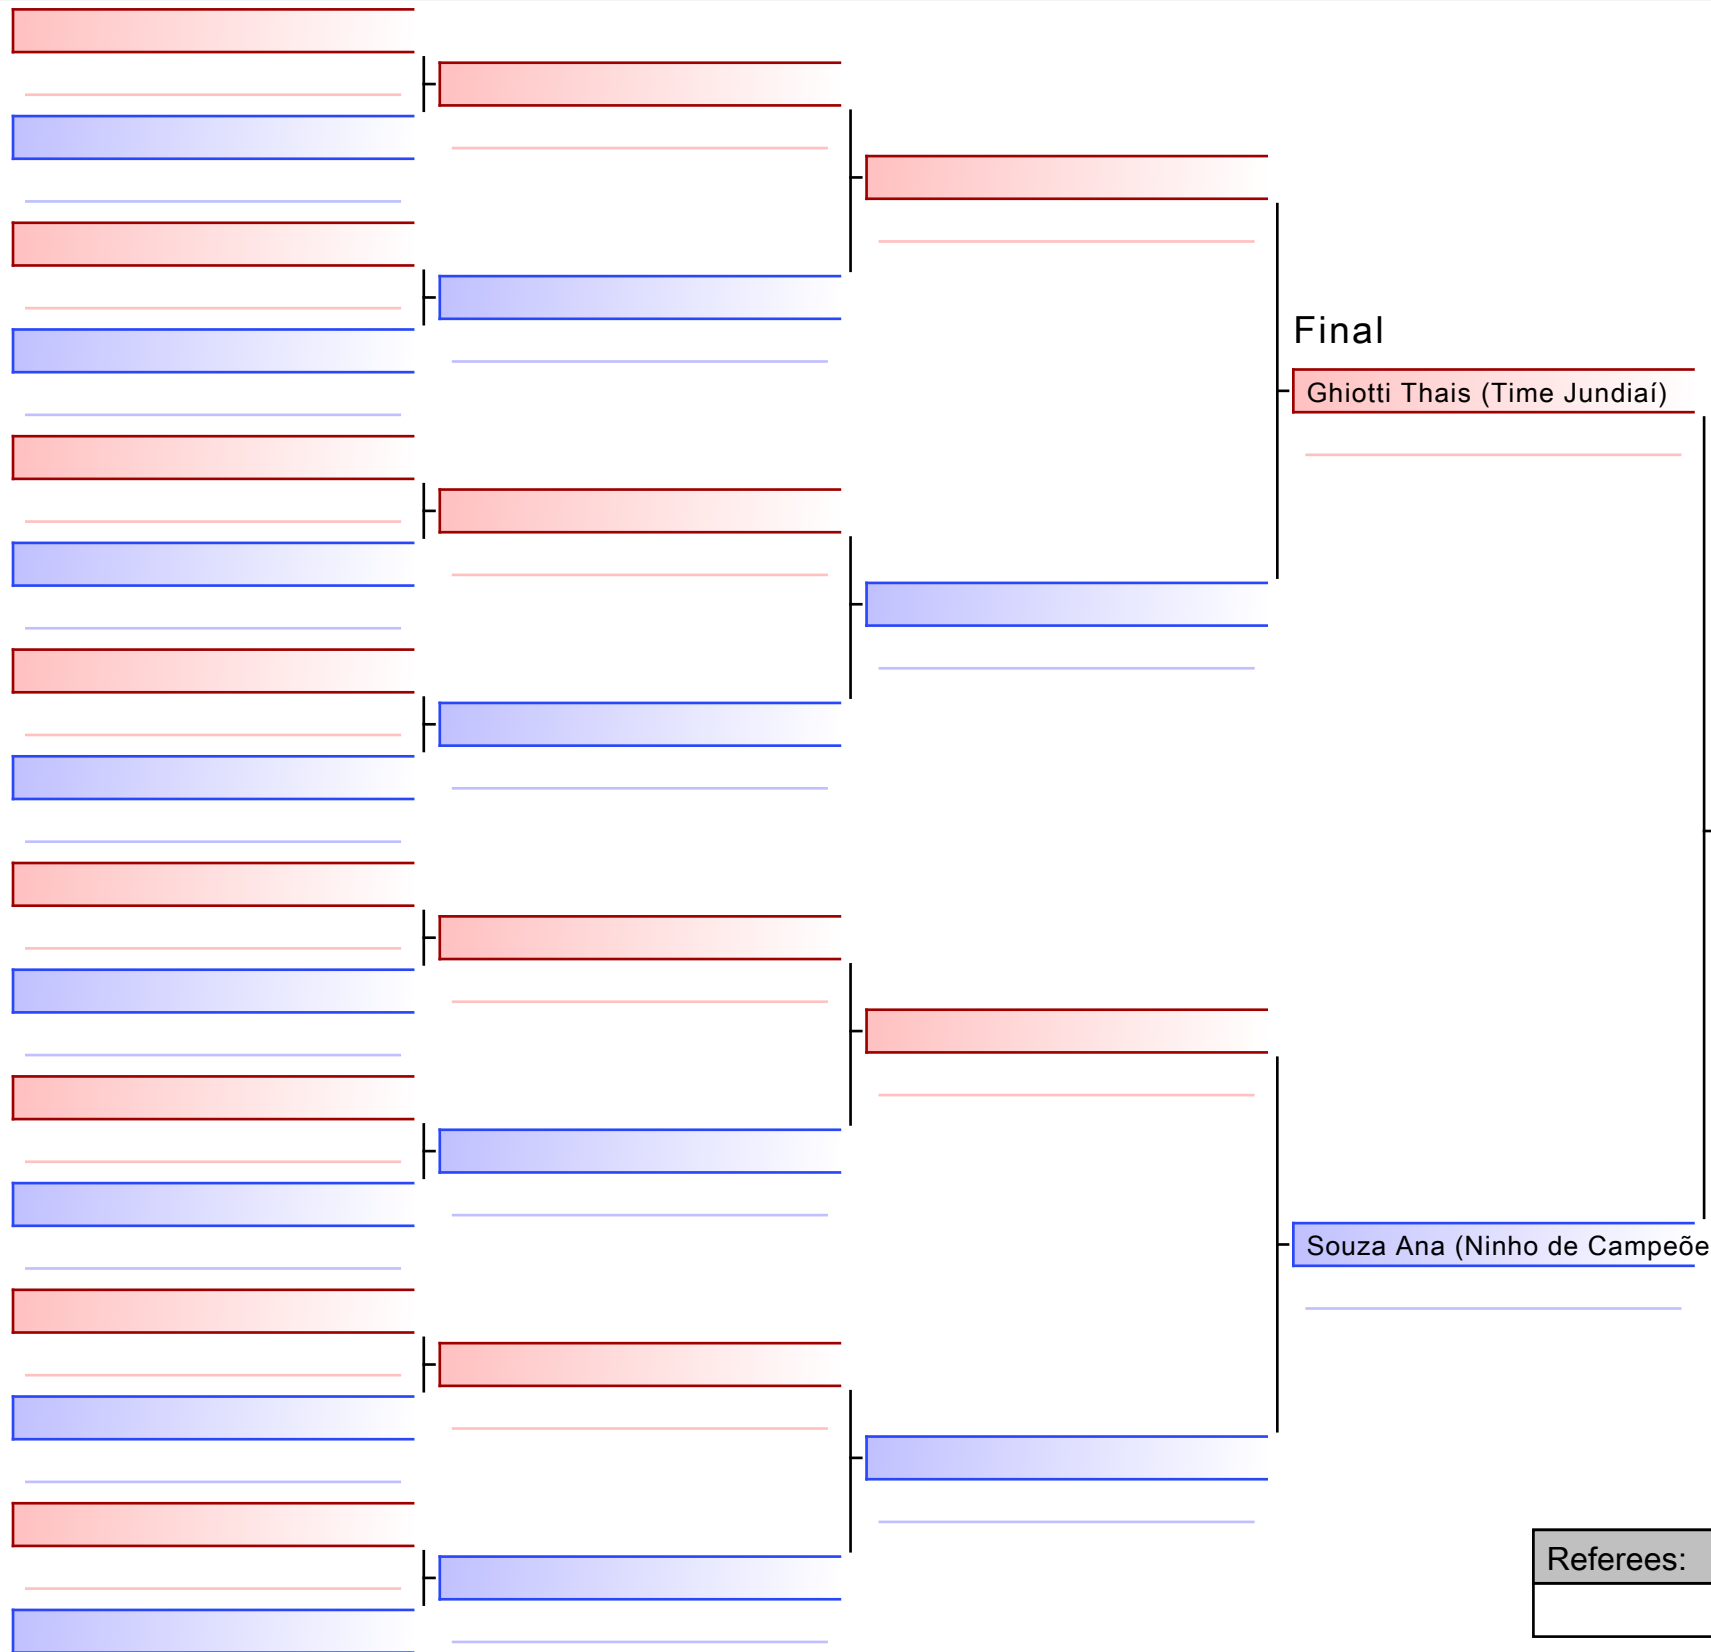 Final
Ghiotti Thais (Time Jundiaí)
Souza Ana (Ninho de Campeõe
Referees: